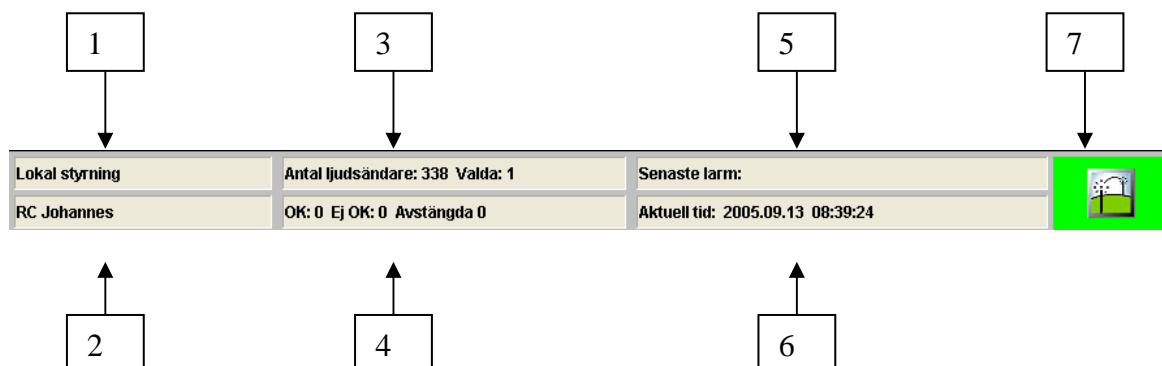 1 3 5 7
Lokal styrning Antal ljudsändare: 338 Valda: 1 Senaste larm:
RC Johannes OK: 0 Ej OK: 0 Avstängda 0 Aktuell tid: 2005.09.13 08:39:24
2 4 6